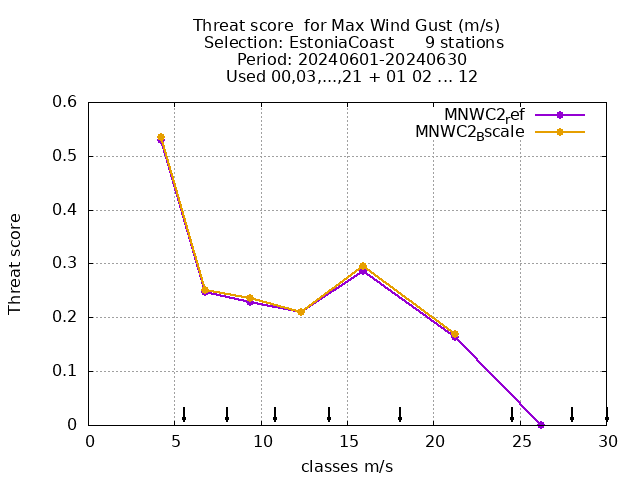 Threat score  for Max Wind Gust (m/s)
Selection: EstoniaCoast      9 stations
Period: 20240601-20240630
Used 00,03,...,21 + 01 02 ... 12
MNWC2ref
MNWC2Bscale
0.6
0.5
0.4
0.3
0.2
0.1
0
Threat score
0 5 10 15 20 25 30
classes m/s